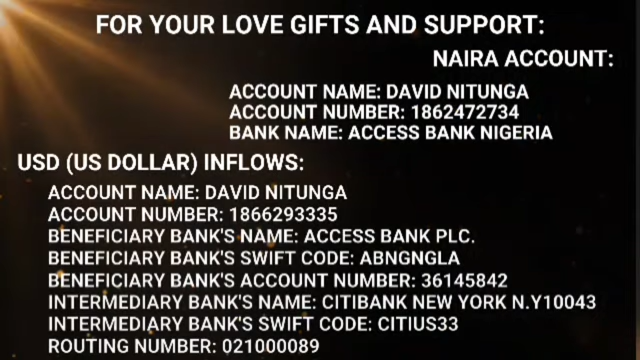 FOR YOUR LOVE GIFTS AND SUPPORT:
NAIRA ACCOUNT:
ACCOUNT NAME: DAVID NITUNGA
ACCOUNT NUMBER: 1862472734
BANK NAME: ACCESS BANK NIGERIA
USD (US DOLLAR) INFLOWS:
ACCOUNT NAME: DAVID NITUNGA
ACCOUNT NUMBER: 1866293335
BENEFICIARY BANK'S NAME: ACCESS BANK PLC.
BENEFICIARY BANK'S SWIFT CODE: ABNGNGLA
BENEFICIARY BANK'S ACCOUNT NUMBER: 36145842
INTERMEDIARY BANK'S NAME: CITIBANK NEW YORK N.Y10043
INTERMEDIARY BANK'S SWIFT CODE: CITIUS33
ROUTING NUMBER: 021000089